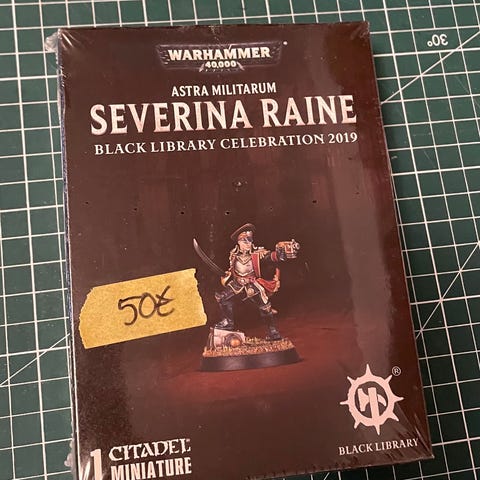 WARHAMMER
40,000
ASTRA MILITARUM
SEVERINA RAINE
BLACK LIBRARY CELEBRATION 2019
50€
®
1 CITADEL
MINIATURE
BLACK LIBRARY
30°